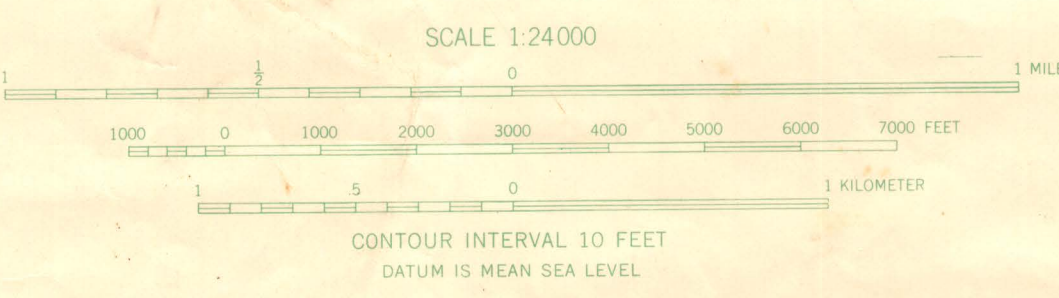 SCALE 1:24000
1 ½ 0 1 MILE
1000 0 1000 2000 3000 4000 5000 6000 7000 FEET
1 .5 0 1 KILOMETER
CONTOUR INTERVAL 10 FEET
DATUM IS MEAN SEA LEVEL